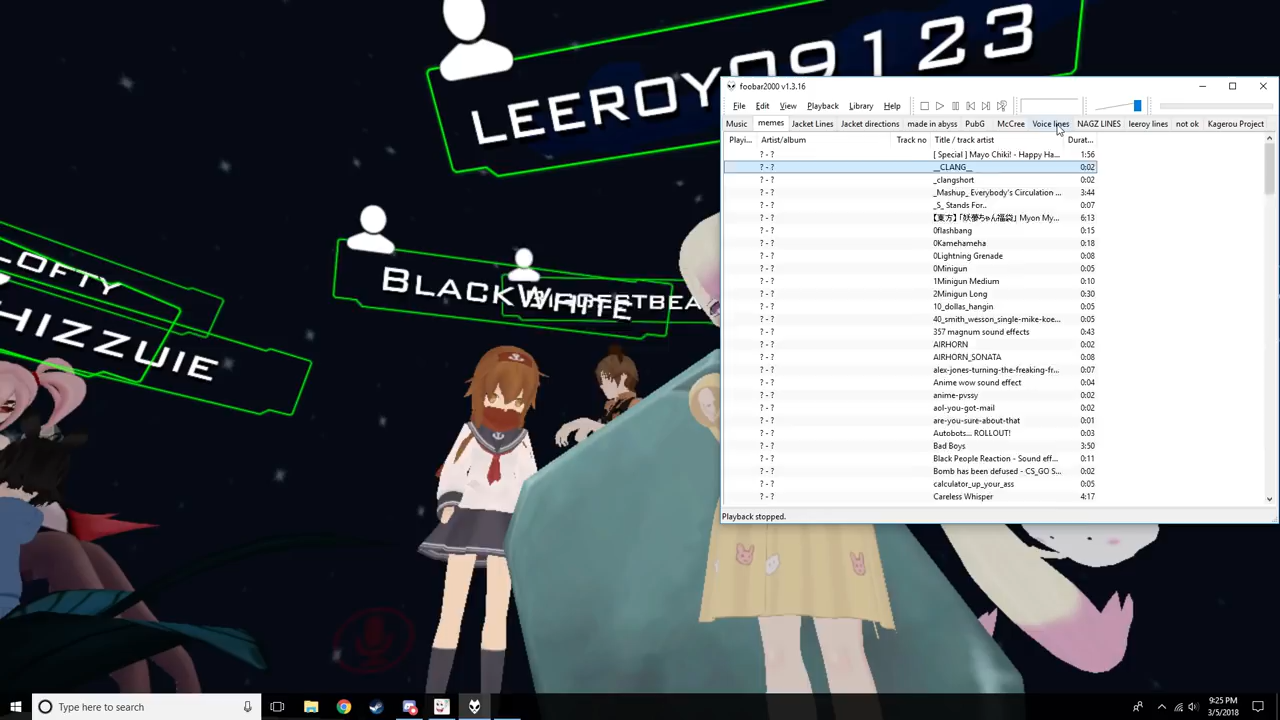 LEEROY09123
LOFTY
HIZZUIE
BLACKWHITE
foobar2000 v1.3.16
File Edit View Playback Library Help
Music memes Jacket Lines Jacket directions made in abyss PubG McCree Voice lines NAGZ LINES leeroy lines not ok Kagerou Project
Playi... Artist/album Track no Title / track artist Durat...
? - ? [ Special ] Mayo Chiki! - Happy Ha... 1:56
? - ? __CLANG__ 0:02
? - ? _clangshort 0:02
? - ? _Mashup_ Everybody's Circulation ... 3:44
? - ? _S_ Stands For.. 0:07
? - ? 【東方】「妖夢ちゃん福袋」 Myon My... 6:13
? - ? 0flashbang 0:15
? - ? 0Kamehameha 0:18
? - ? 0Lightning Grenade 0:08
? - ? 0Minigun 0:05
? - ? 1Minigun Medium 0:10
? - ? 2Minigun Long 0:30
? - ? 10_dollas_hangin 0:05
? - ? 40_smith_wesson_single-mike-koe... 0:05
? - ? 357 magnum sound effects 0:43
? - ? AIRHORN 0:02
? - ? AIRHORN_SONATA 0:08
? - ? alex-jones-turning-the-freaking-fr... 0:07
? - ? Anime wow sound effect 0:04
? - ? anime-pvssy 0:02
? - ? aol-you-got-mail 0:02
? - ? are-you-sure-about-that 0:01
? - ? Autobots... ROLLOUT! 0:03
? - ? Bad Boys 3:50
? - ? Black People Reaction - Sound eff... 0:11
? - ? Bomb has been defused - CS_GO S... 0:02
? - ? calculator_up_your_ass 0:05
? - ? Careless Whisper 4:17
Playback stopped.
Type here to search
9:25 PM
3/5/2018